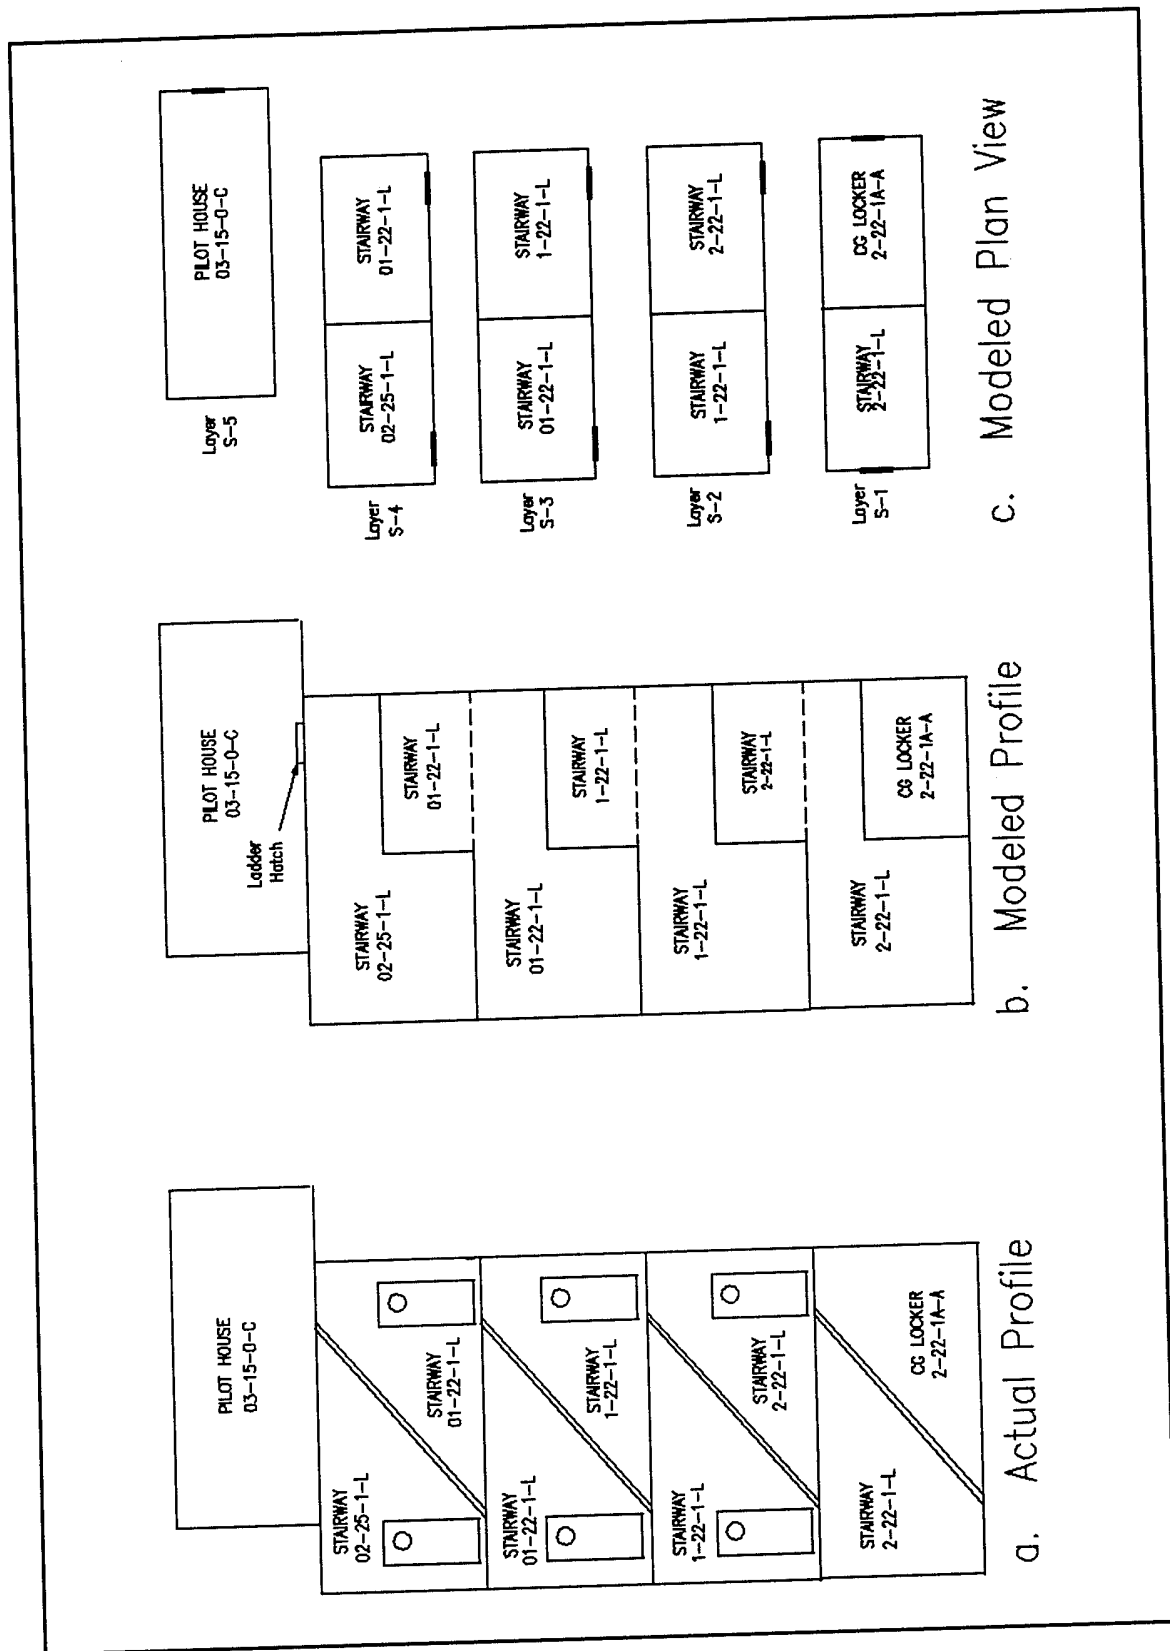 PILOT HOUSE
03-15-0-C
STAIRWAY
02-25-1-L
STAIRWAY
01-22-1-L
STAIRWAY
01-22-1-L
STAIRWAY
1-22-1-L
STAIRWAY
1-22-1-L
STAIRWAY
2-22-1-L
STAIRWAY
2-22-1-L
CG LOCKER
2-22-1A-A
a. Actual Profile
PILOT HOUSE
03-15-0-C
Ladder
Hatch
STAIRWAY
02-25-1-L
STAIRWAY
01-22-1-L
STAIRWAY
01-22-1-L
STAIRWAY
1-22-1-L
STAIRWAY
1-22-1-L
STAIRWAY
2-22-1-L
STAIRWAY
2-22-1-L
CG LOCKER
2-22-1A-A
b. Modeled Profile
Layer
S-5
PILOT HOUSE
03-15-0-C
Layer
S-4
STAIRWAY
02-25-1-L
STAIRWAY
01-22-1-L
Layer
S-3
STAIRWAY
01-22-1-L
STAIRWAY
1-22-1-L
Layer
S-2
STAIRWAY
1-22-1-L
STAIRWAY
2-22-1-L
Layer
S-1
STAIRWAY
2-22-1-L
CG LOCKER
2-22-1A-A
c. Modeled Plan View